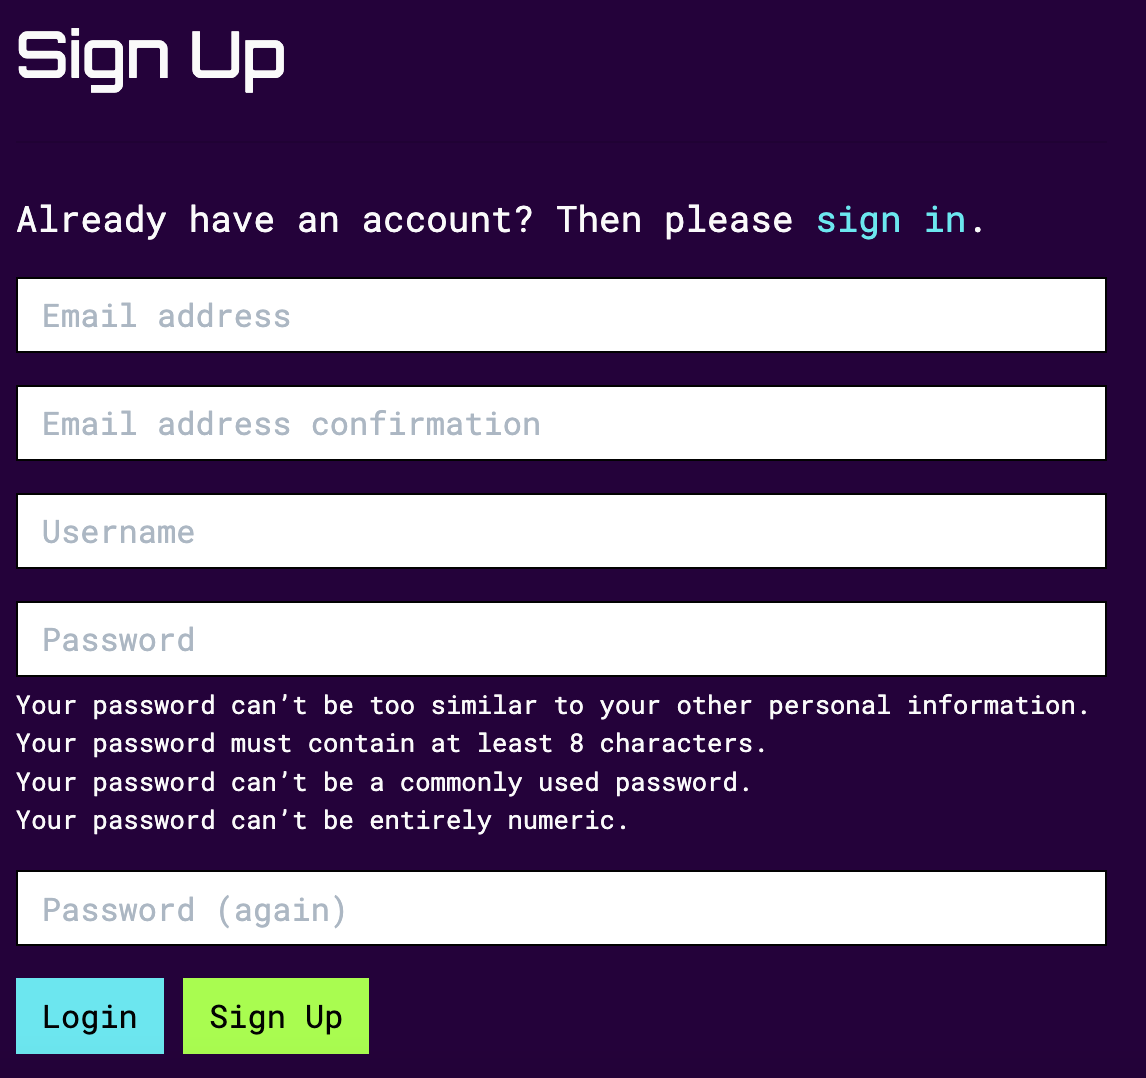 Sign Up
Already have an account? Then please sign in.
Email address
Email address confirmation
Username
Password
Your password can’t be too similar to your other personal information.
Your password must contain at least 8 characters.
Your password can’t be a commonly used password.
Your password can’t be entirely numeric.
Password (again)
Login Sign Up